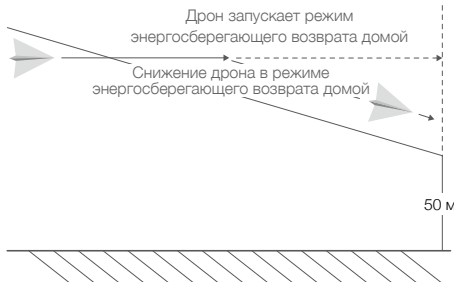 Дрон запускает режим
энергосберегающего возврата домой
Снижение дрона в режиме
энергосберегающего возврата домой
50 м